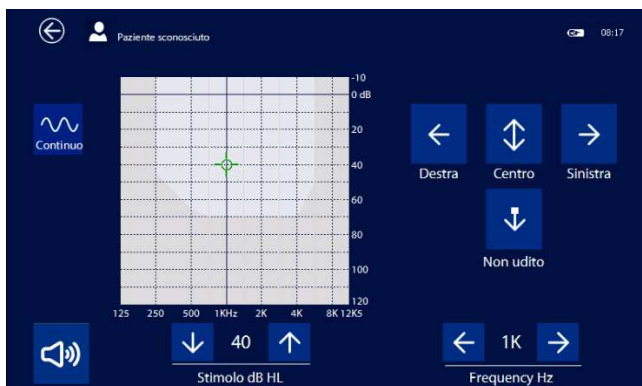 Paziente sconosciuto
08:17
-10
0 dB
20
40
60
80
100
120
125 250 500 1KHz 2K 4K 8K 12K5
Continuo
Destra Centro Sinistra
Non udito
40
Stimolo dB HL
1K
Frequency Hz